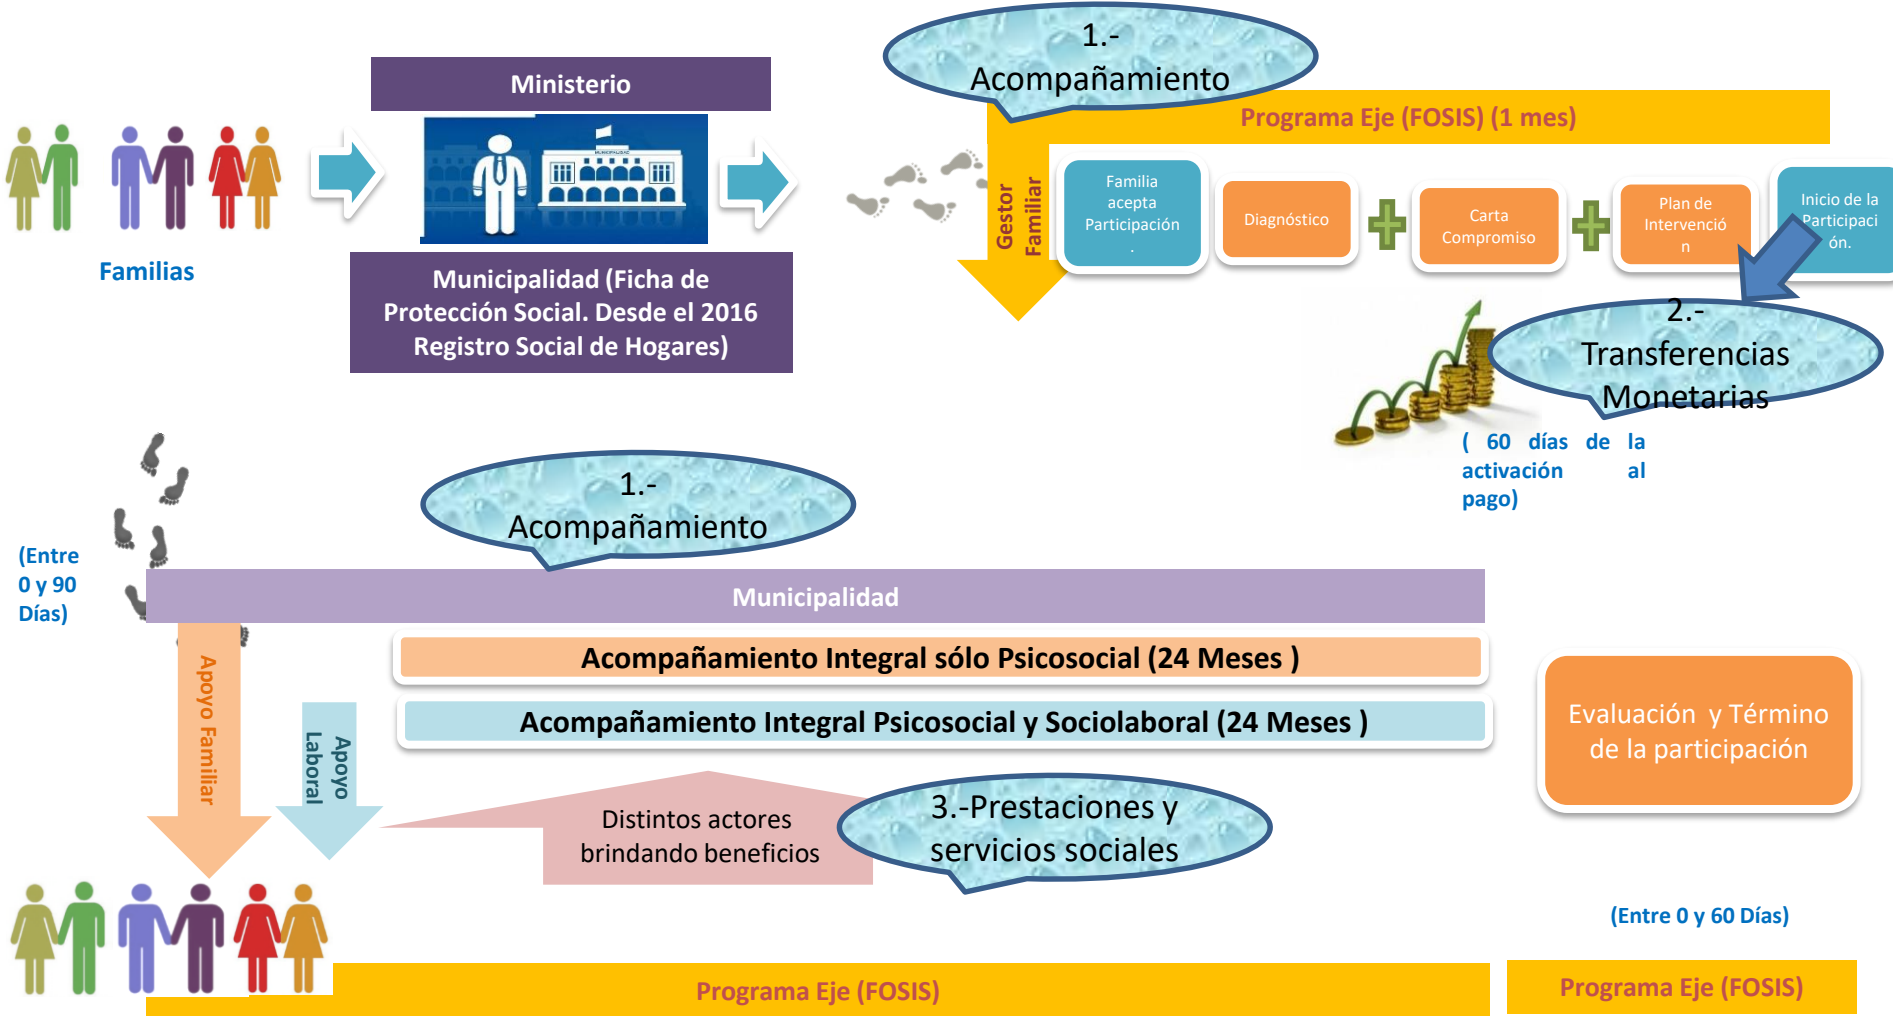 1.-
Acompañamiento
Ministerio
Programa Eje (FOSIS) (1 mes)
Gestor
Familiar
Familia
acepta
Participación
.
Diagnóstico
Carta
Compromiso
Plan de
Intervenció
n
Inicio de la
Participaci
ón.
Familias
Municipalidad (Ficha de
Protección Social. Desde el 2016
Registro Social de Hogares)
2.-
Transferencias
Monetarias
( 60 días de la
activación al
pago)
1.-
Acompañamiento
(Entre
0 y 90
Días)
Municipalidad
Apoyo Familiar
Acompañamiento Integral sólo Psicosocial (24 Meses )
Acompañamiento Integral Psicosocial y Sociolaboral (24 Meses )
Apoyo
Laboral
Evaluación y Término
de la participación
Distintos actores
brindando beneficios
3.-Prestaciones y
servicios sociales
(Entre 0 y 60 Días)
Programa Eje (FOSIS)
Programa Eje (FOSIS)